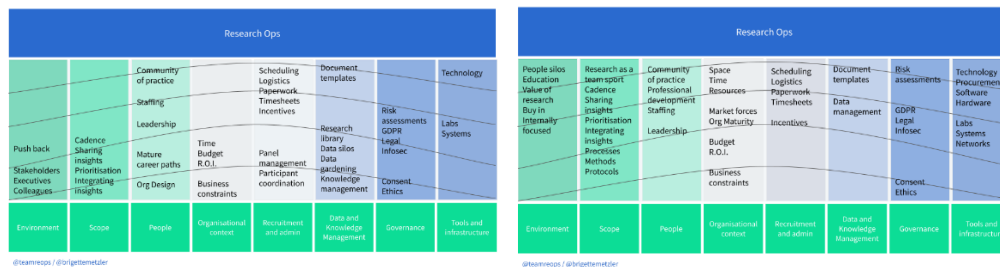 Research Ops
Push back
Stakeholders
Executives
Colleagues
Cadence
Sharing
insights
Prioritisation
Integrating
insights
Community
of practice
Staffing
Leadership
Mature
career paths
Org Design
Time
Budget
R.O.I.
Business
constraints
Scheduling
Logistics
Paperwork
Timesheets
Incentives
Panel
management
Participant
coordination
Document
templates
Research
library
Data silos
Data
gardening
Knowledge
management
Risk
assessments
GDPR
Legal
Infosec
Consent
Ethics
Technology
Labs
Systems
Environment
Scope
People
Organisational
context
Recruitment
and admin
Data and
Knowledge
Management
Governance
Tools and
infrastructure
@teamreops / @brigettemetzler
Research Ops
People silos
Education
Value of
research
Buy in
Internally
focused
Research as a
team sport
Cadence
Sharing
insights
Prioritisation
Integrating
insights
Processes
Methods
Protocols
Community
of practice
Professional
development
Staffing
Leadership
Space
Time
Resources
Market forces
Org Maturity
Budget
R.O.I.
Business
constraints
Scheduling
Logistics
Paperwork
Timesheets
Incentives
Document
templates
Data
management
Risk
assessments
GDPR
Legal
Infosec
Consent
Ethics
Technology
Procuremen
Software
Hardware
Labs
Systems
Networks
Environment
Scope
People
Organisational
context
Recruitment
and admin
Data and
Knowledge
Management
Governance
Tools and
infrastructure
@teamreops / @brigettemetzler